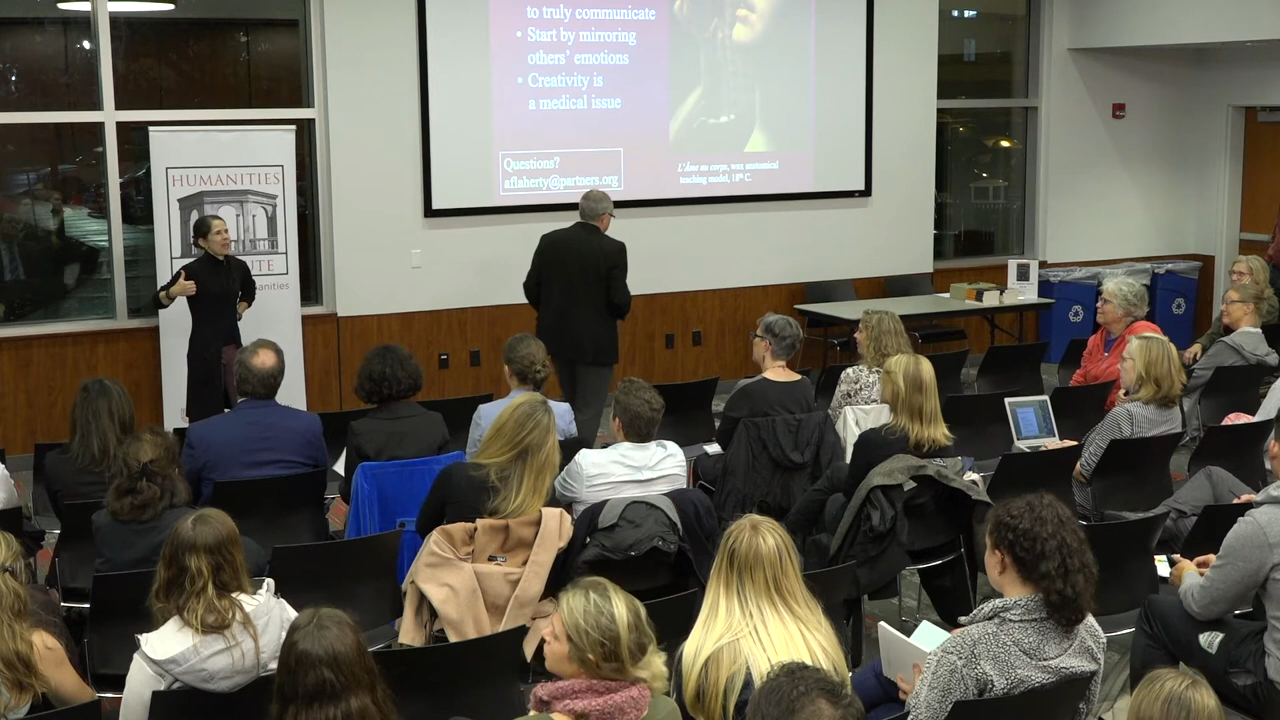 to truly communicate
• Start by mirroring
others' emotions
• Creativity is
a medical issue
Questions?
aflaherty@partners.org
L'Âme au corps, wax anatomical
teaching model, 18th C.
HUMANITIES
UTE
manities